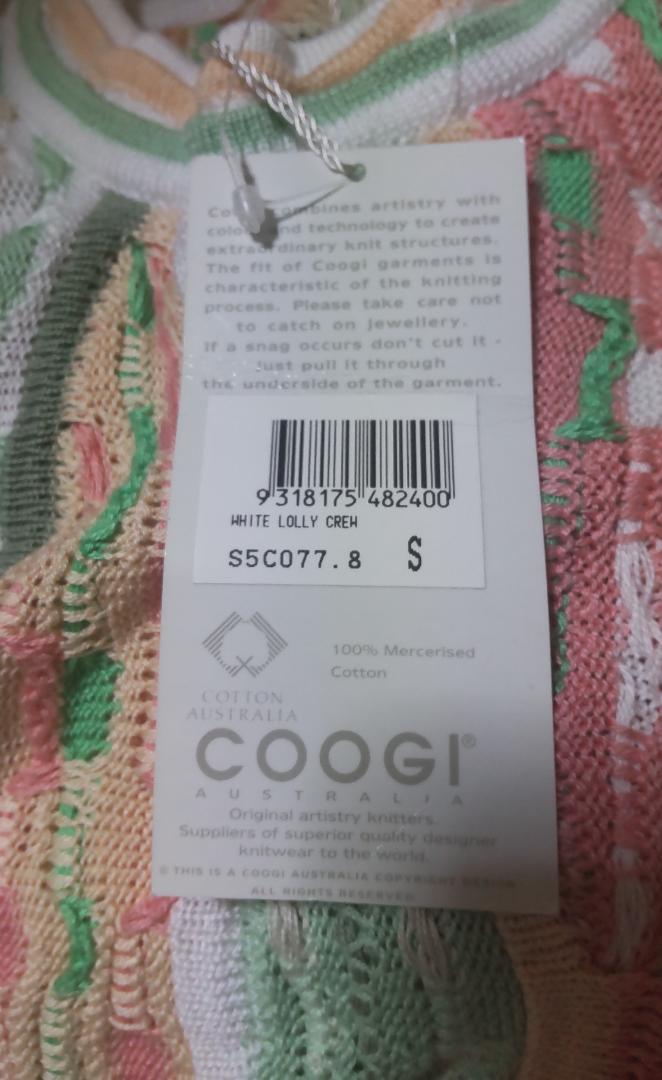 Coogi combines artistry with
colour and technology to create
extraordinary knit structures.
The fit of Coogi garments is
characteristic of the knitting
process. Please take care not
to catch on jewellery.
If a snag occurs don't cut it -
just pull it through
the underside of the garment.
9 318175 482400
WHITE LOLLY CREW
S5C077.8 S
100% Mercerised
Cotton
COTTON
AUSTRALIA
COOGI®
AUSTRALIA
Original artistry knitters.
Suppliers of superior quality designer
knitwear to the world.
© THIS IS A COOGI AUSTRALIA COPYRIGHT DESIGN
ALL RIGHTS RESERVED